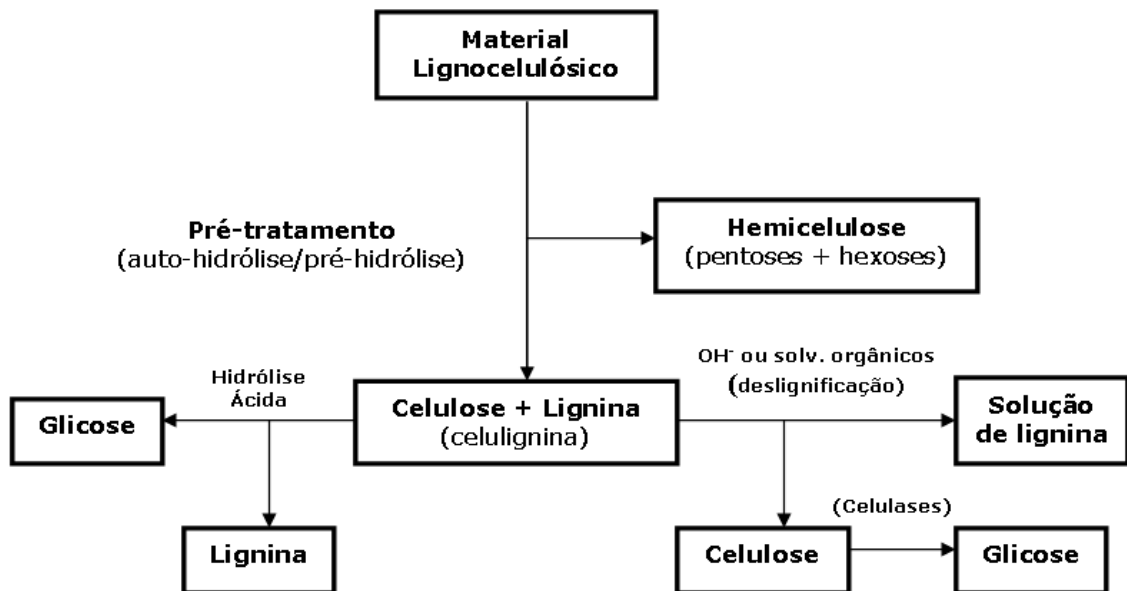 Material
Lignocelulósico
Pré-tratamento
(auto-hidrólise/pré-hidrólise)
Hemicelulose
(pentoses + hexoses)
Hidrólise
Ácida
OH⁻ ou solv. orgânicos
(deslignificação)
Glicose
Celulose + Lignina
(celulignina)
Solução
de lignina
Lignina
Celulose
(Celulases)
Glicose